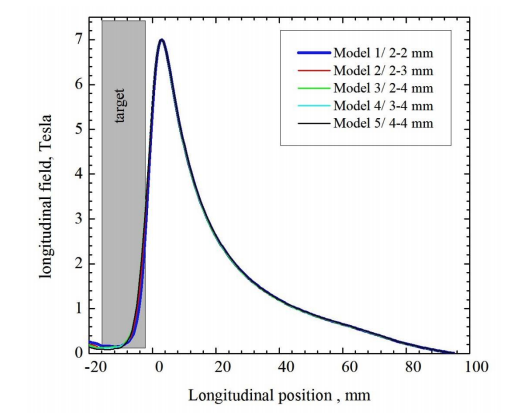 7
6
5
4
3
2
1
0
longitudinal field, Tesla
target
Model 1/ 2-2 mm
Model 2/ 2-3 mm
Model 3/ 2-4 mm
Model 4/ 3-4 mm
Model 5/ 4-4 mm
-20 0 20 40 60 80 100
Longitudinal position , mm